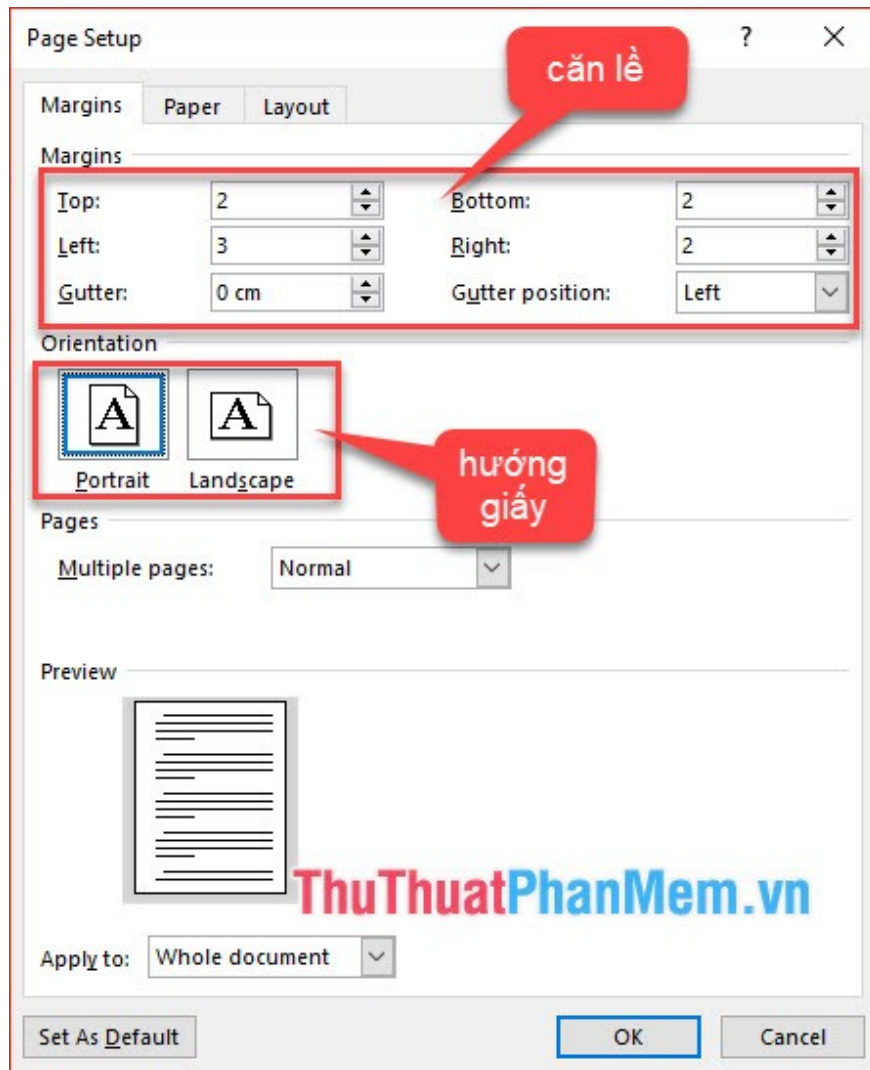 Page Setup
?
căn lề
Margins Paper Layout
Margins
Top: 2 Bottom: 2
Left: 3 Right: 2
Gutter: 0 cm Gutter position: Left
Orientation
A A
Portrait Landscape
hướng
giấy
Pages
Multiple pages: Normal
Preview
ThuThuatPhanMem.vn
Apply to: Whole document
Set As Default OK Cancel